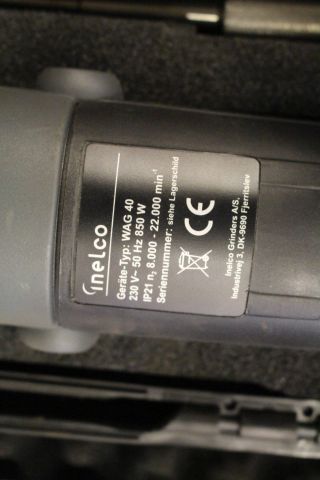 inelco
Geräte-Typ: WAG 40
230 V~ 50 Hz 850 W
IP21 n₀ 8.000 - 22.000 min⁻¹
Seriennummer: siehe Lagerschild
CE
Inelco Grinders A/S,
Industrivej 3, DK-9690 Fjerritslev